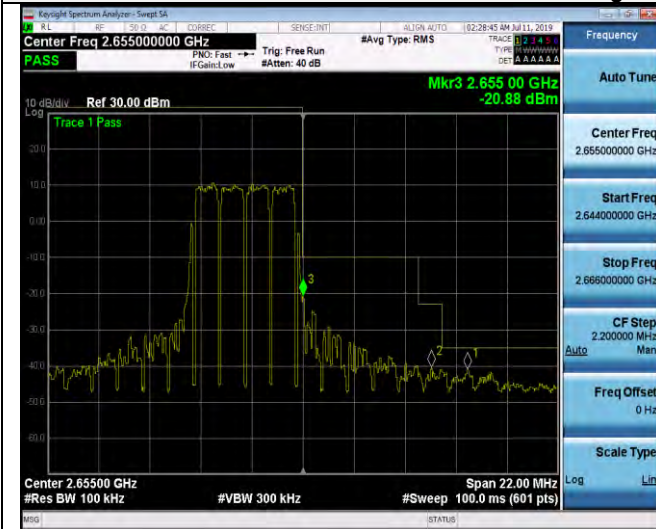 Keysight Spectrum Analyzer - Swept SA
RL RF 50 Ω AC CORREC SENSE:INT ALIGN AUTO 02:28:45 AM Jul 11, 2019
Center Freq 2.655000000 GHz #Avg Type: RMS TRACE 1 2 3 4 5 6
PNO: Fast Trig: Free Run TYPE
PASS IFGain:Low #Atten: 40 dB DET A A A A A A
Mkr3 2.655 00 GHz
10 dB/div Ref 30.00 dBm -20.88 dBm
Log
Trace 1 Pass
20.0
10.0
0.00
-10.0
3
-20.0
-30.0
2 1
-40.0
-50.0
-60.0
Center 2.65500 GHz Span 22.00 MHz
#Res BW 100 kHz #VBW 300 kHz #Sweep 100.0 ms (601 pts)
MSG STATUS
Frequency
Auto Tune
Center Freq
2.655000000 GHz
Start Freq
2.644000000 GHz
Stop Freq
2.666000000 GHz
CF Step
2.200000 MHz
Auto Man
Freq Offset
0 Hz
Scale Type
Log Lin